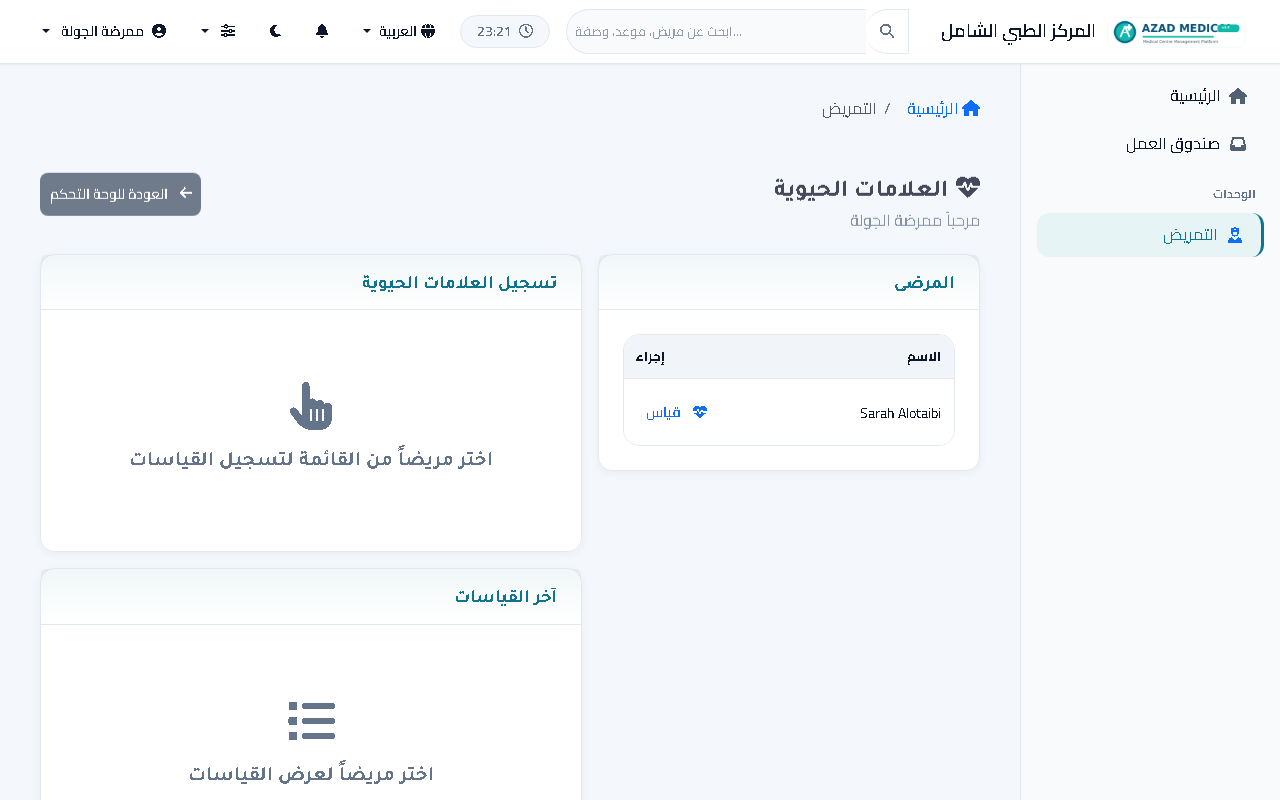 AZAD MEDIC
Medical Centre Management Platform
المركز الطبي الشامل
ابحث عن مريض، موعد، وصفة...
23:21
العربية
ممرضة الجولة
الرئيسية
صندوق العمل
الوحدات
التمريض
الرئيسية / التمريض
العلامات الحيوية
مرحباً ممرضة الجولة
العودة للوحة التحكم
المرضى
الاسم
إجراء
Sarah Alotaibi
قياس
تسجيل العلامات الحيوية
اختر مريضاً من القائمة لتسجيل القياسات
آخر القياسات
اختر مريضاً لعرض القياسات